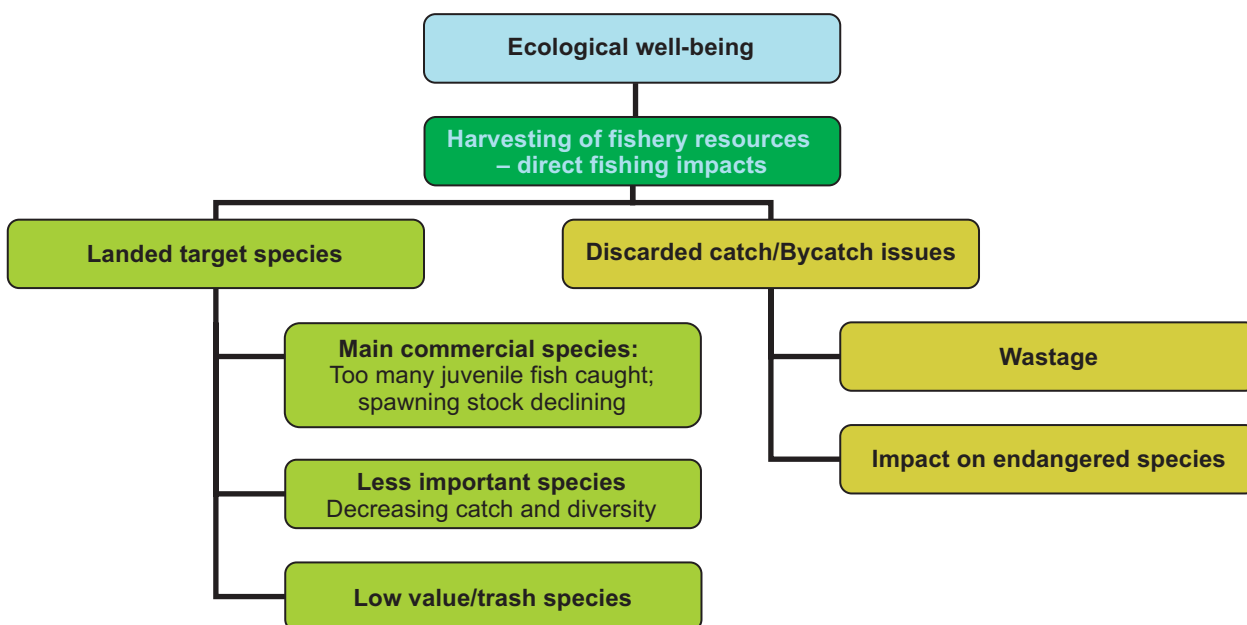 Ecological well-being
Harvesting of fishery resources
– direct fishing impacts
Landed target species
Discarded catch/Bycatch issues
Main commercial species:
Too many juvenile fish caught;
spawning stock declining
Wastage
Impact on endangered species
Less important species
Decreasing catch and diversity
Low value/trash species